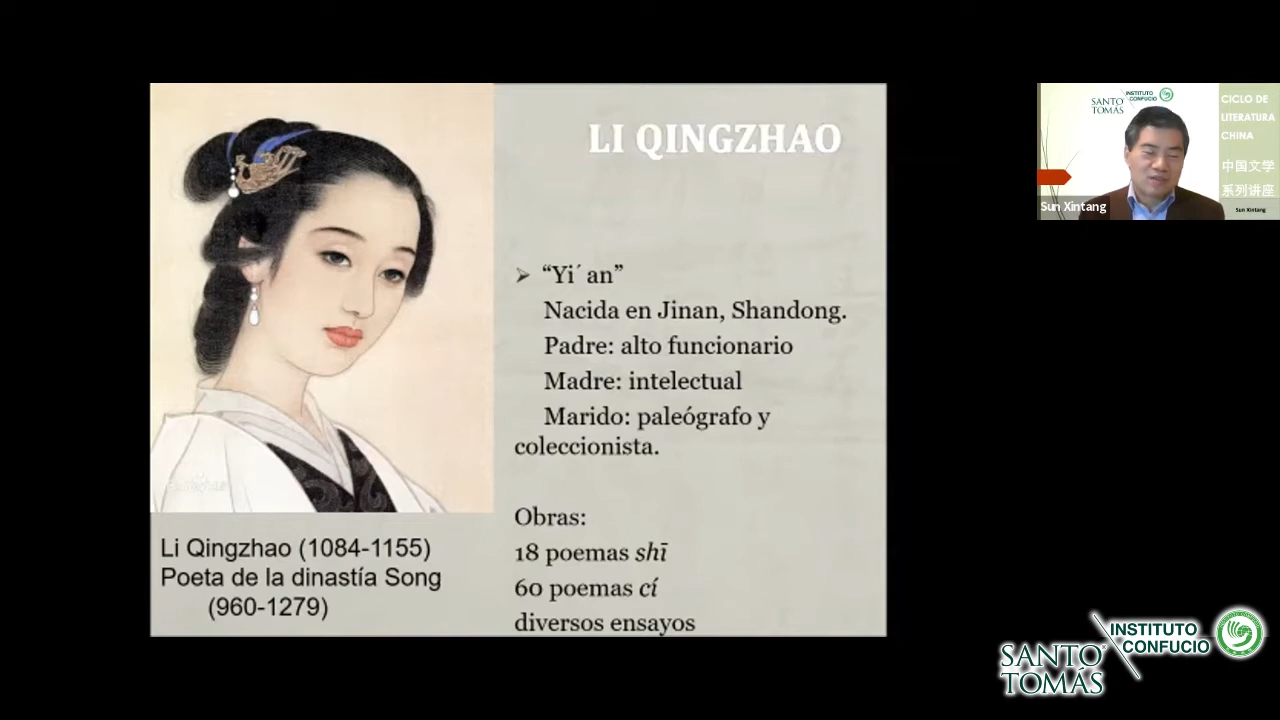 LI QINGZHAO
➢ “Yi´ an”
Nacida en Jinan, Shandong.
Padre: alto funcionario
Madre: intelectual
Marido: paleógrafo y
coleccionista.
Obras:
18 poemas shī
60 poemas cí
diversos ensayos
Li Qingzhao (1084-1155)
Poeta de la dinastía Song
(960-1279)
SANTO TOMÁS
INSTITUTO CONFUCIO
CICLO DE
LITERATURA
CHINA
中国文学
系列讲座
Sun Xintang
Sun Xintang
INSTITUTO
CONFUCIO
SANTO
TOMÁS